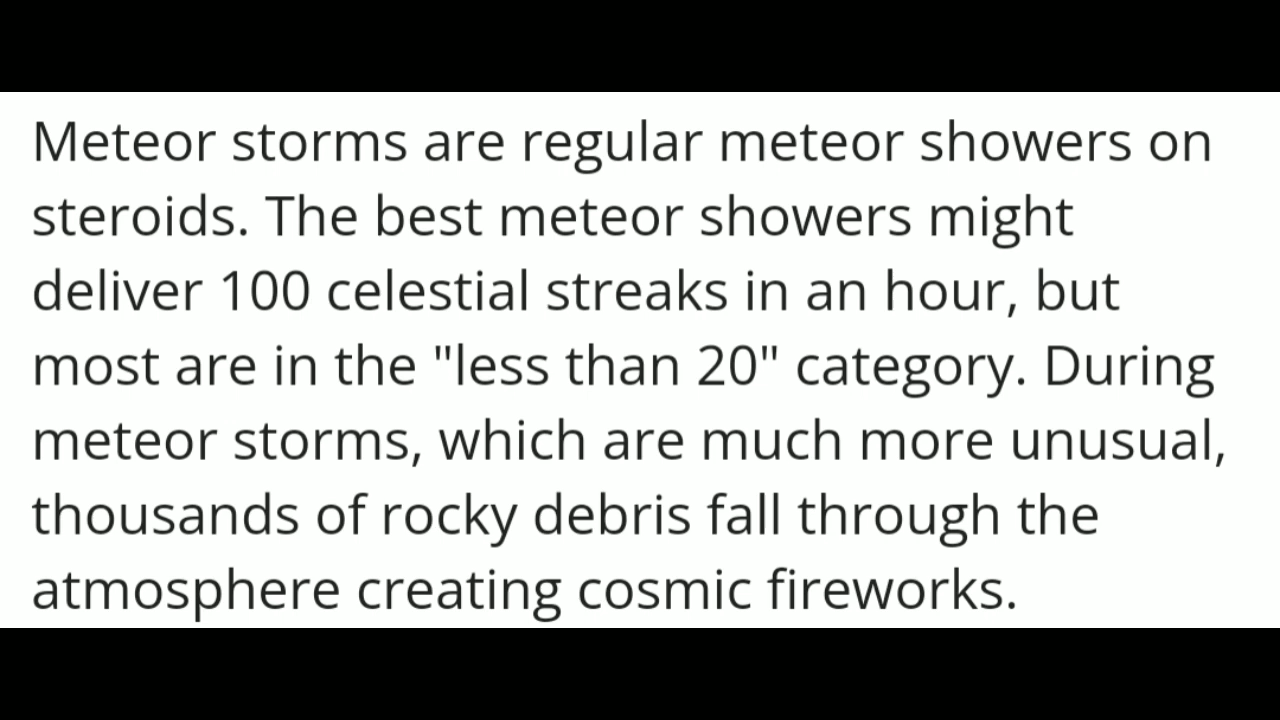 Meteor storms are regular meteor showers on
steroids. The best meteor showers might
deliver 100 celestial streaks in an hour, but
most are in the "less than 20" category. During
meteor storms, which are much more unusual,
thousands of rocky debris fall through the
atmosphere creating cosmic fireworks.